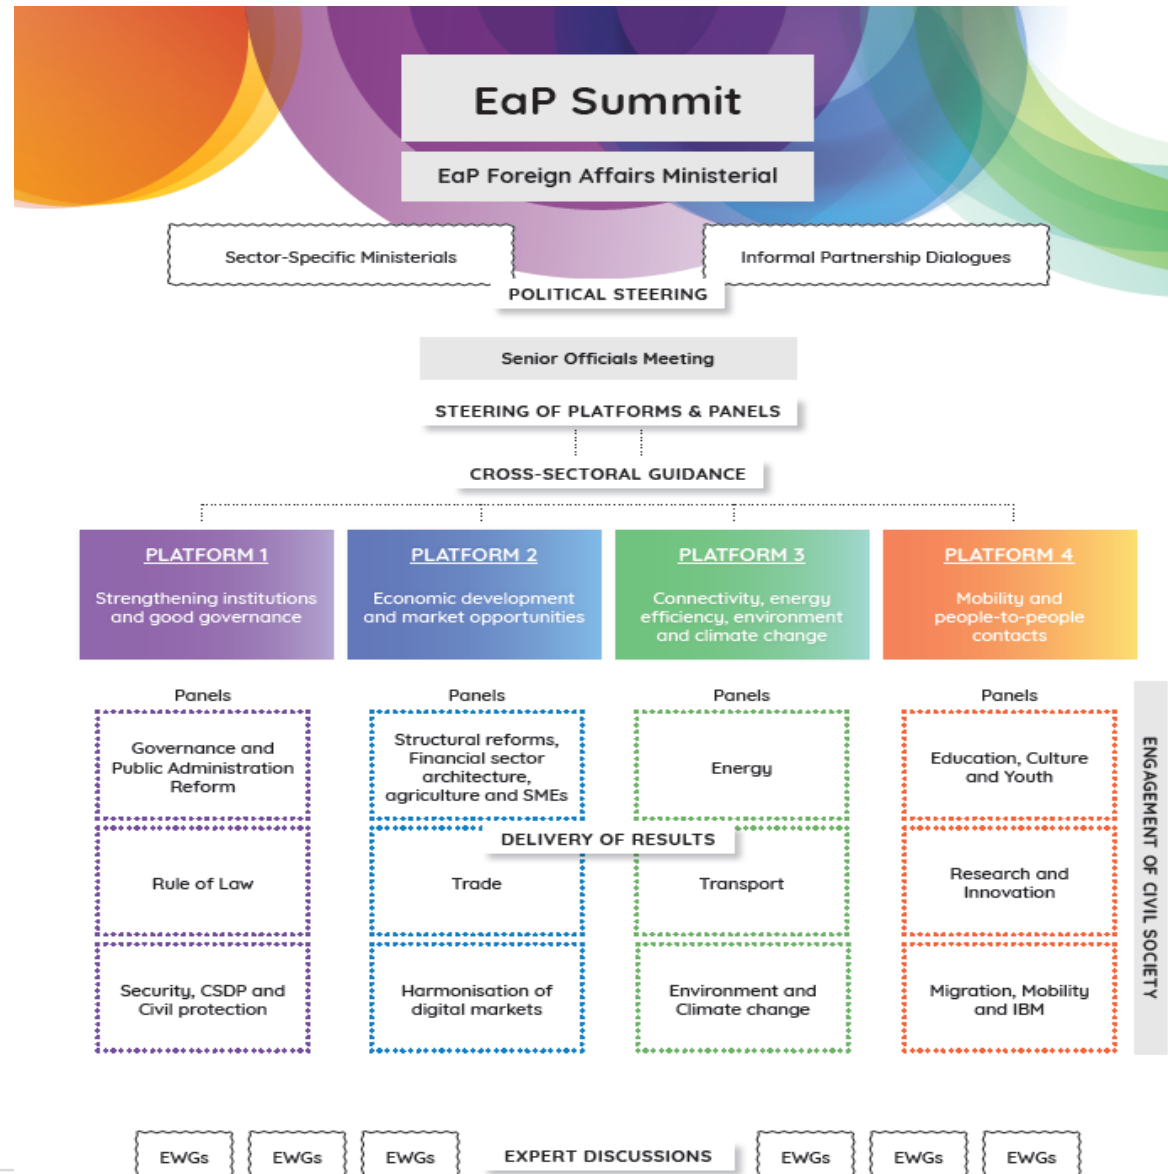 EaP Summit
EaP Foreign Affairs Ministerial
Sector-Specific Ministerials
Informal Partnership Dialogues
POLITICAL STEERING
Senior Officials Meeting
STEERING OF PLATFORMS & PANELS
CROSS-SECTORAL GUIDANCE
PLATFORM 1
Strengthening institutions
and good governance
PLATFORM 2
Economic development
and market opportunities
PLATFORM 3
Connectivity, energy
efficiency, environment
and climate change
PLATFORM 4
Mobility and
people-to-people
contacts
Panels
Governance and
Public Administration
Reform
Rule of Law
Security, CSDP and
Civil protection
Panels
Structural reforms,
Financial sector
architecture,
agriculture and SMEs
Trade
Harmonisation of
digital markets
Panels
Energy
Transport
Environment and
Climate change
Panels
Education, Culture
and Youth
Research and
Innovation
Migration, Mobility
and IBM
DELIVERY OF RESULTS
ENGAGEMENT OF CIVIL SOCIETY
EWGs
EWGs
EWGs
EXPERT DISCUSSIONS
EWGs
EWGs
EWGs